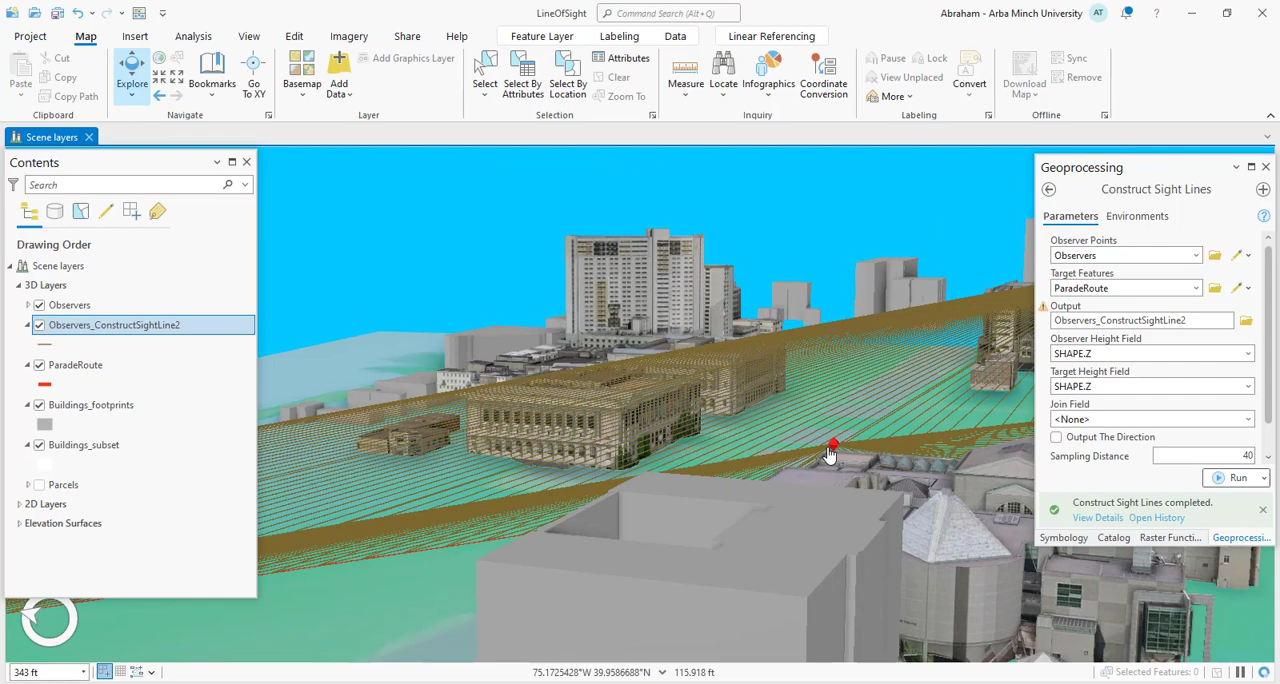 LineOfSight
Command Search (Alt+Q)
Abraham - Arba Minch University
AT
Project
Map
Insert
Analysis
View
Edit
Imagery
Share
Help
Feature Layer
Labeling
Data
Linear Referencing
Paste
Cut
Copy
Copy Path
Clipboard
Explore
Bookmarks
Go To XY
Navigate
Basemap
Add Data
Add Graphics Layer
Layer
Select
Select By Attributes
Select By Location
Attributes
Clear
Zoom To
Selection
Measure
Locate
Infographics
Coordinate Conversion
Inquiry
Pause
Lock
View Unplaced
More
Convert
Labeling
Download Map
Sync
Remove
Offline
Scene layers
Contents
Search
Drawing Order
Scene layers
3D Layers
Observers
Observers_ConstructSightLine2
ParadeRoute
Buildings_footprints
Buildings_subset
Parcels
2D Layers
Elevation Surfaces
Geoprocessing
Construct Sight Lines
Parameters
Environments
Observer Points
Observers
Target Features
ParadeRoute
Output
Observers_ConstructSightLine2
Observer Height Field
SHAPE.Z
Target Height Field
SHAPE.Z
Join Field
<None>
Output The Direction
Sampling Distance
40
Run
Construct Sight Lines completed.
View Details Open History
Symbology
Catalog
Raster Functi...
Geoprocessi...
343 ft
75.1725428°W 39.9586688°N
115.918 ft
Selected Features: 0